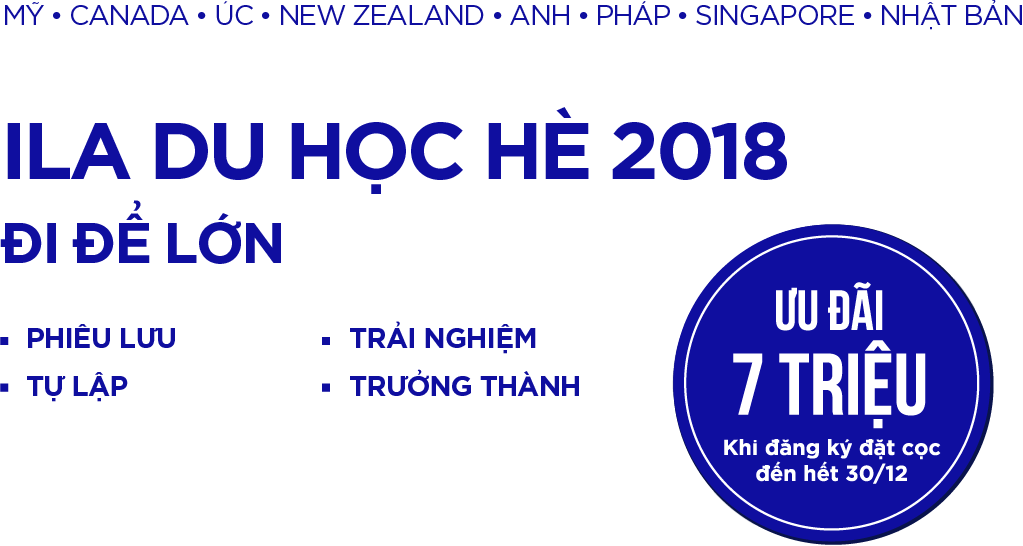 MỸ • CANADA • ÚC • NEW ZEALAND • ANH • PHÁP • SINGAPORE • NHẬT BẢN
ILA DU HỌC HÈ 2018
ĐI ĐỂ LỚN
▪ PHIÊU LƯU
▪ TỰ LẬP
▪ TRẢI NGHIỆM
▪ TRƯỞNG THÀNH
ƯU ĐÃI
7 TRIỆU
Khi đăng ký đặt cọc
đến hết 30/12